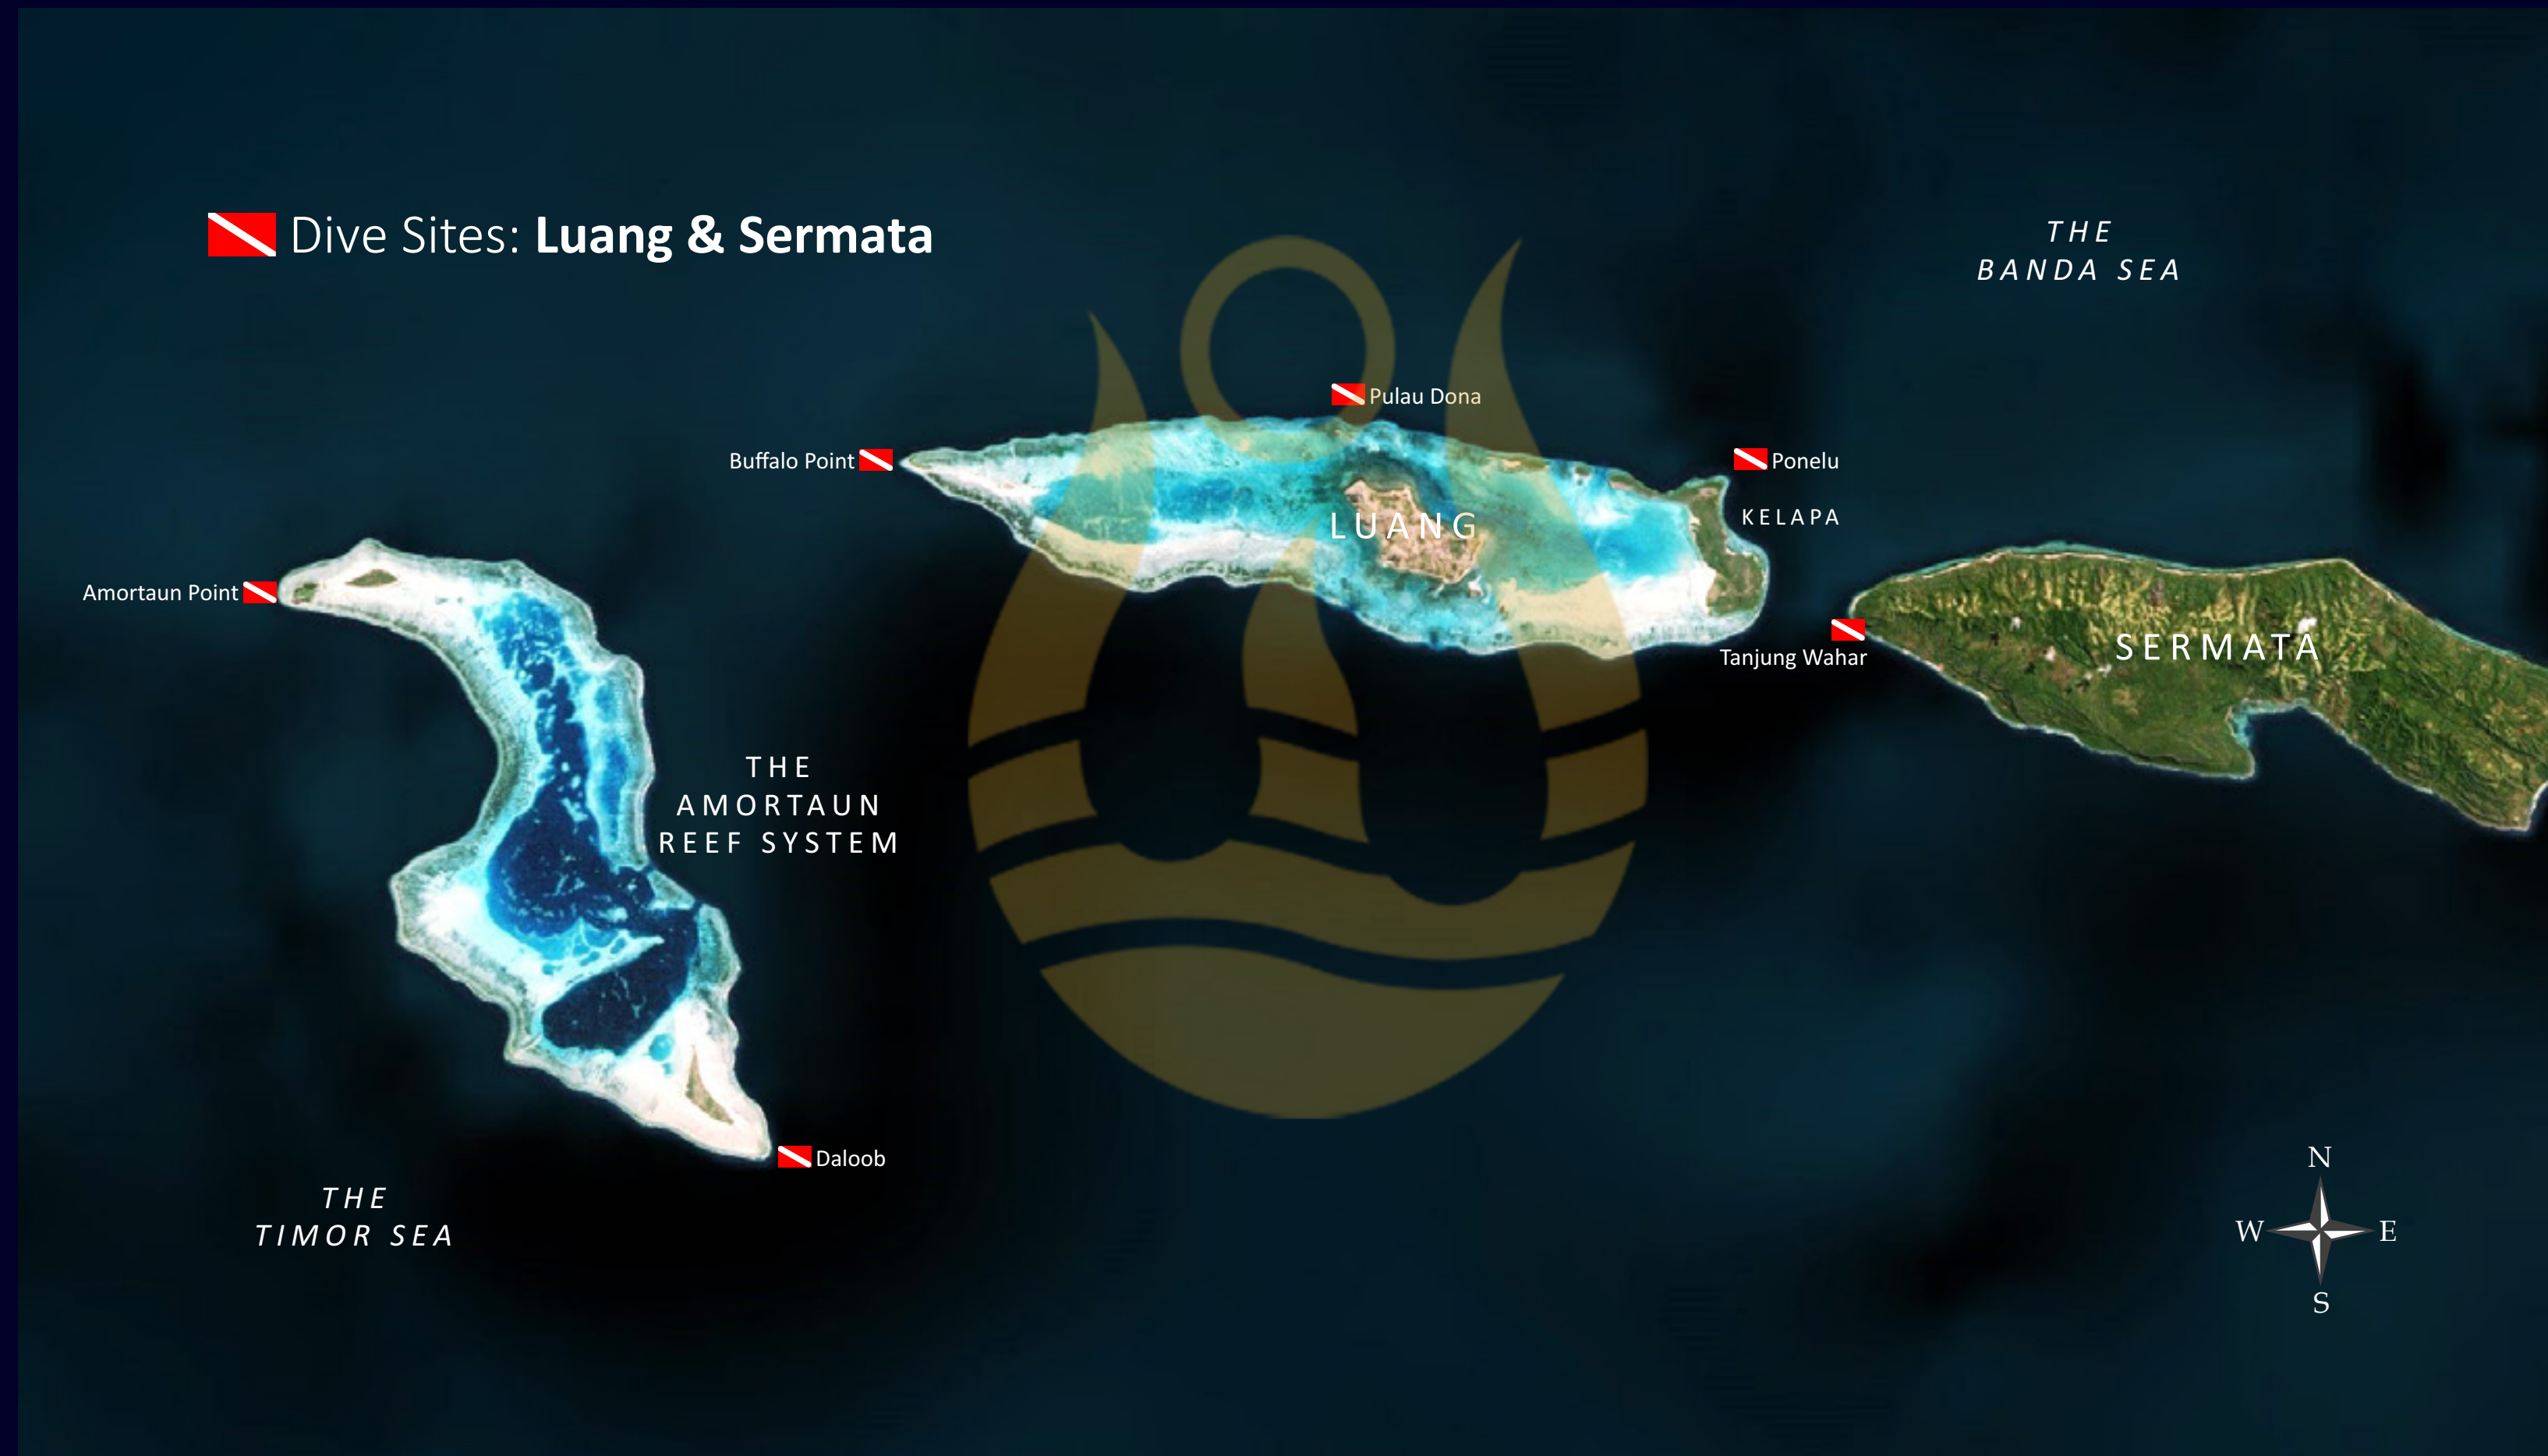 Dive Sites: Luang & Sermata
THE
BANDA SEA
Pulau Dona
Buffalo Point
Ponelu
LUANG
KELAPA
Amortaun Point
Tanjung Wahar
SERMATA
THE
AMORTAUN
REEF SYSTEM
Daloob
THE
TIMOR SEA
N
W E
S